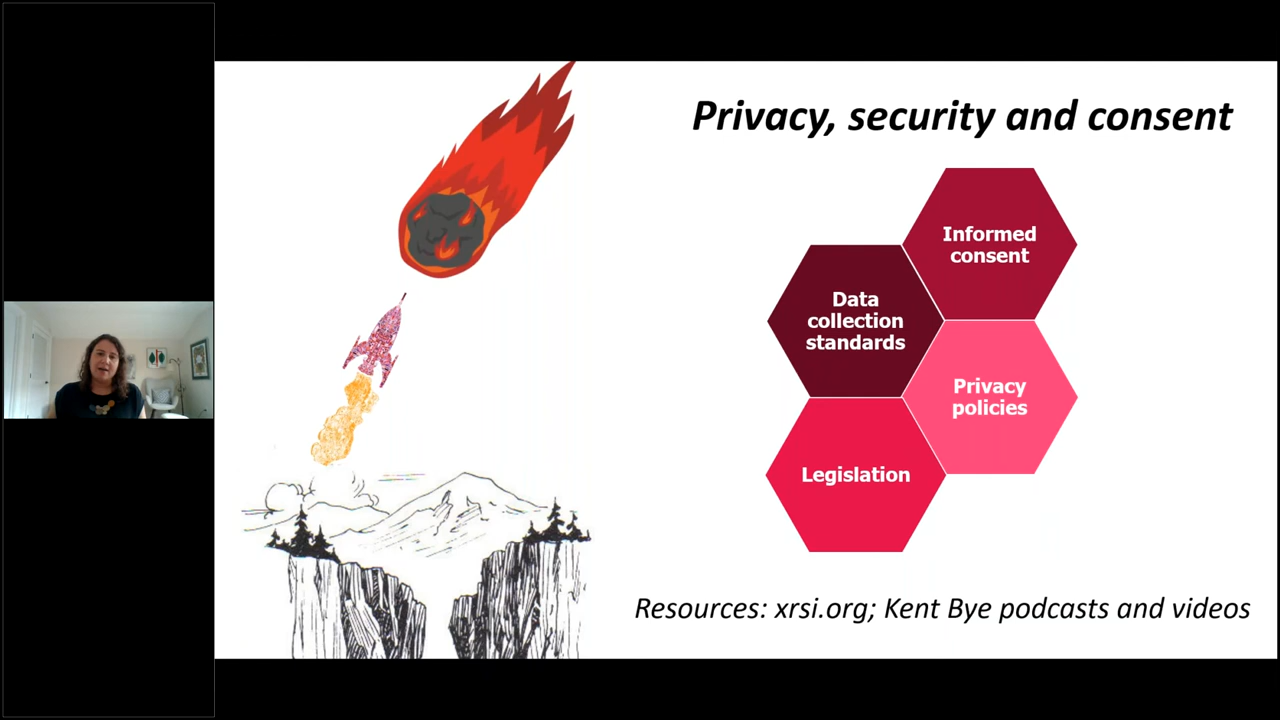 Privacy, security and consent
Informed
consent
Data
collection
standards
Privacy
policies
Legislation
Resources: xrsi.org; Kent Bye podcasts and videos